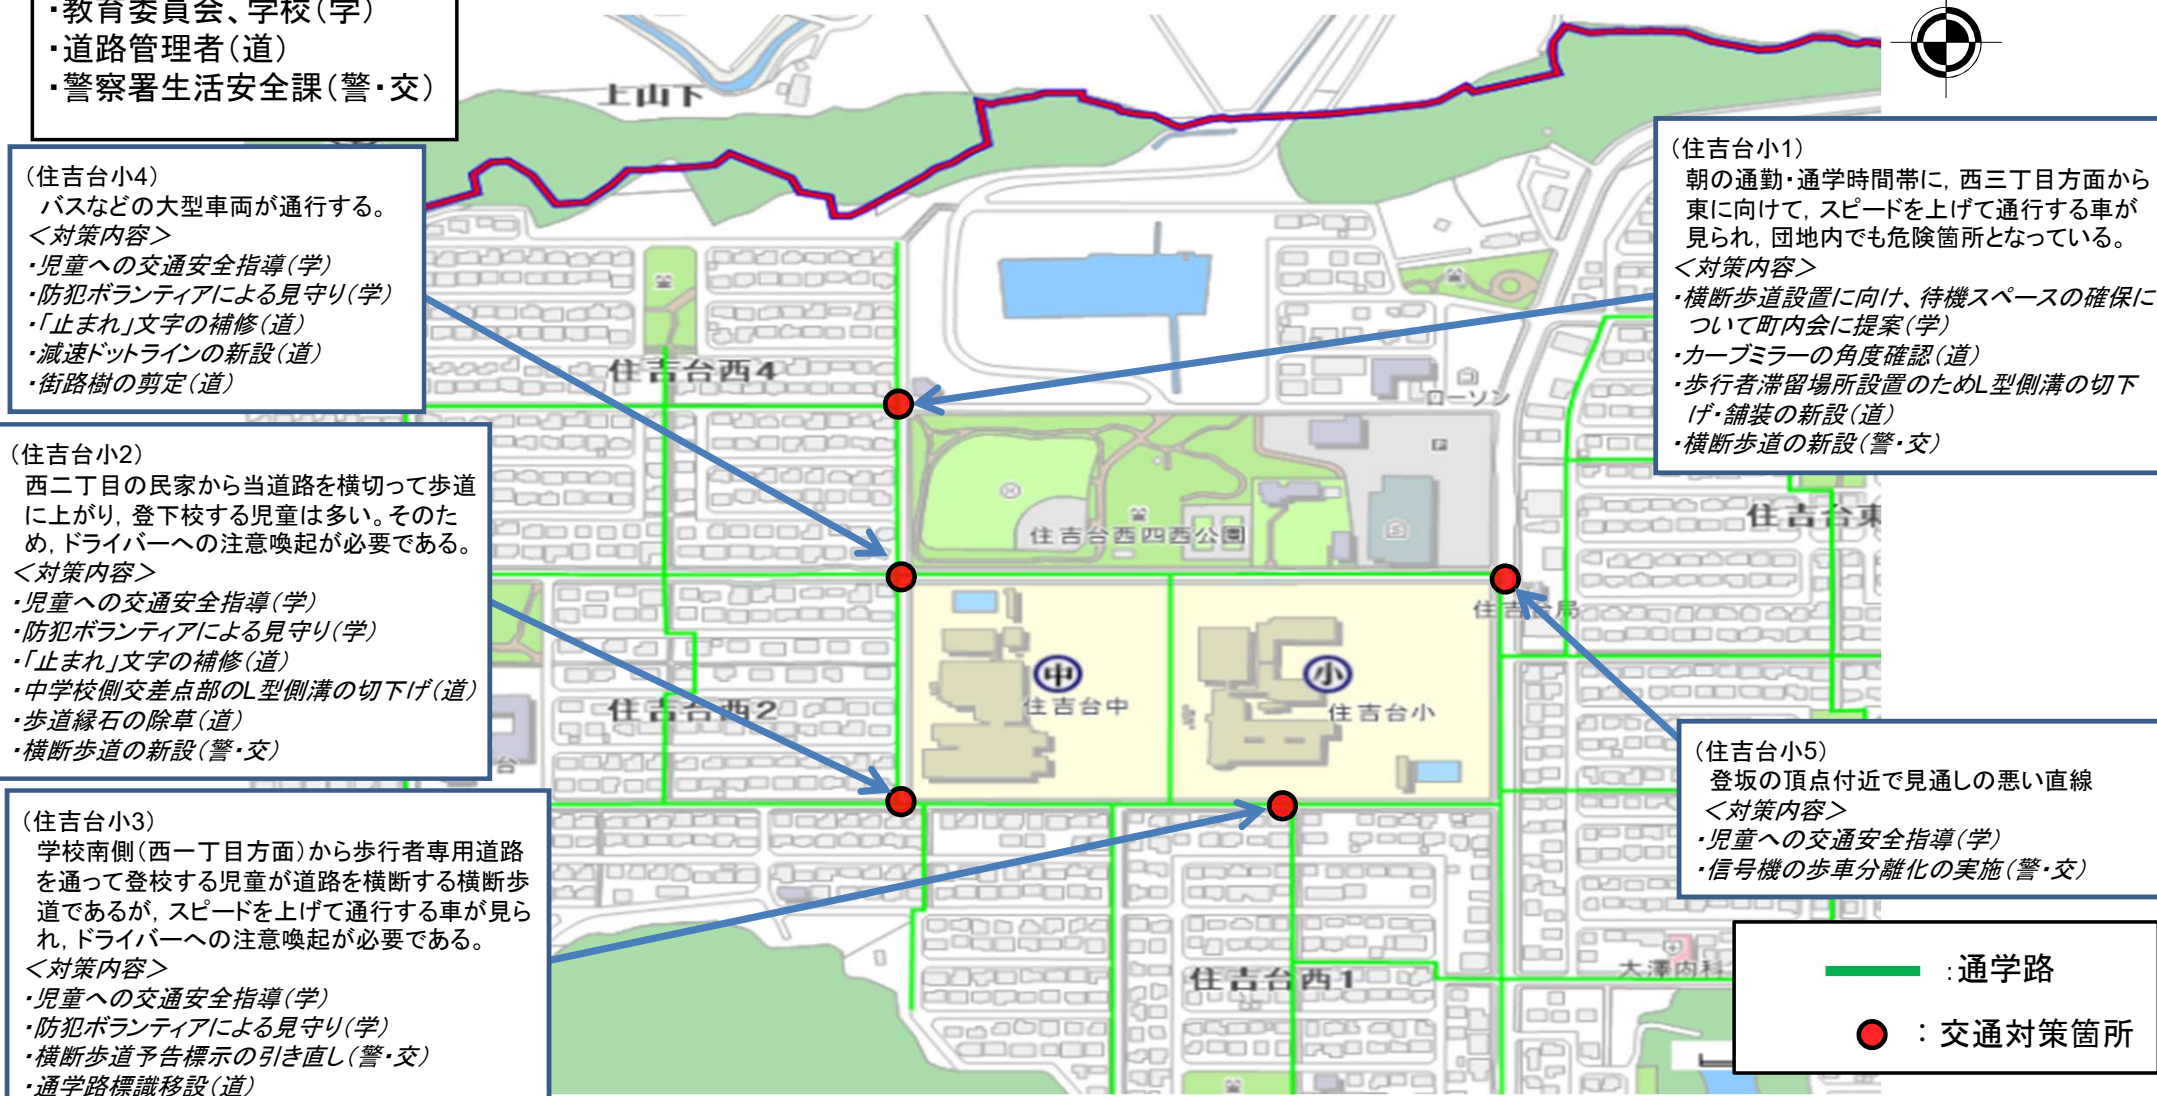 ・教育委員会、学校(学)
・道路管理者(道)
・警察署生活安全課(警・交)
上山下
(住吉台小4)
バスなどの大型車両が通行する。
＜対策内容＞
・児童への交通安全指導(学)
・防犯ボランティアによる見守り(学)
・「止まれ」文字の補修(道)
・減速ドットラインの新設(道)
・街路樹の剪定(道)
(住吉台小1)
朝の通勤・通学時間帯に，西三丁目方面から
東に向けて，スピードを上げて通行する車が
見られ，団地内でも危険箇所となっている。
＜対策内容＞
・横断歩道設置に向け、待機スペースの確保に
ついて町内会に提案(学)
・カーブミラーの角度確認(道)
・歩行者滞留場所設置のためL型側溝の切下
げ・舗装の新設(道)
・横断歩道の新設(警・交)
住吉台西4
ローソン
(住吉台小2)
西二丁目の民家から当道路を横切って歩道
に上がり，登下校する児童は多い。そのた
め，ドライバーへの注意喚起が必要である。
＜対策内容＞
・児童への交通安全指導(学)
・防犯ボランティアによる見守り(学)
・「止まれ」文字の補修(道)
・中学校側交差点部のL型側溝の切下げ(道)
・歩道縁石の除草(道)
・横断歩道の新設(警・交)
住吉台西四西公園
住吉台東
住吉台局
中
住吉台中
小
住吉台小
住吉台西2
台
(住吉台小5)
登坂の頂点付近で見通しの悪い直線
＜対策内容＞
・児童への交通安全指導(学)
・信号機の歩車分離化の実施(警・交)
(住吉台小3)
学校南側(西一丁目方面)から歩行者専用道路
を通って登校する児童が道路を横断する横断歩
道であるが，スピードを上げて通行する車が見ら
れ，ドライバーへの注意喚起が必要である。
＜対策内容＞
・児童への交通安全指導(学)
・防犯ボランティアによる見守り(学)
・横断歩道予告標示の引き直し(警・交)
・通学路標識移設(道)
住吉台西1
大澤内科
：通学路
：交通対策箇所